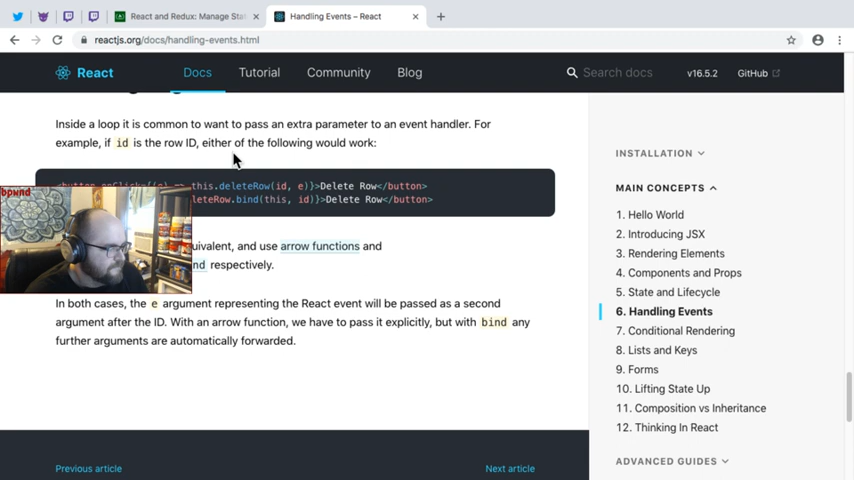 React and Redux: Manage Stat
Handling Events – React
reactjs.org/docs/handling-events.html
React
Docs
Tutorial
Community
Blog
Search docs
v16.5.2
GitHub
Inside a loop it is common to want to pass an extra parameter to an event handler. For
example, if id is the row ID, either of the following would work:
this.deleteRow(id, e)}>Delete Row</button>
leteRow.bind(this, id)}>Delete Row</button>
bpwnd
uivalent, and use arrow functions and
nd respectively.
In both cases, the e argument representing the React event will be passed as a second
argument after the ID. With an arrow function, we have to pass it explicitly, but with bind any
further arguments are automatically forwarded.
Previous article
Next article
INSTALLATION
MAIN CONCEPTS
1. Hello World
2. Introducing JSX
3. Rendering Elements
4. Components and Props
5. State and Lifecycle
6. Handling Events
7. Conditional Rendering
8. Lists and Keys
9. Forms
10. Lifting State Up
11. Composition vs Inheritance
12. Thinking In React
ADVANCED GUIDES